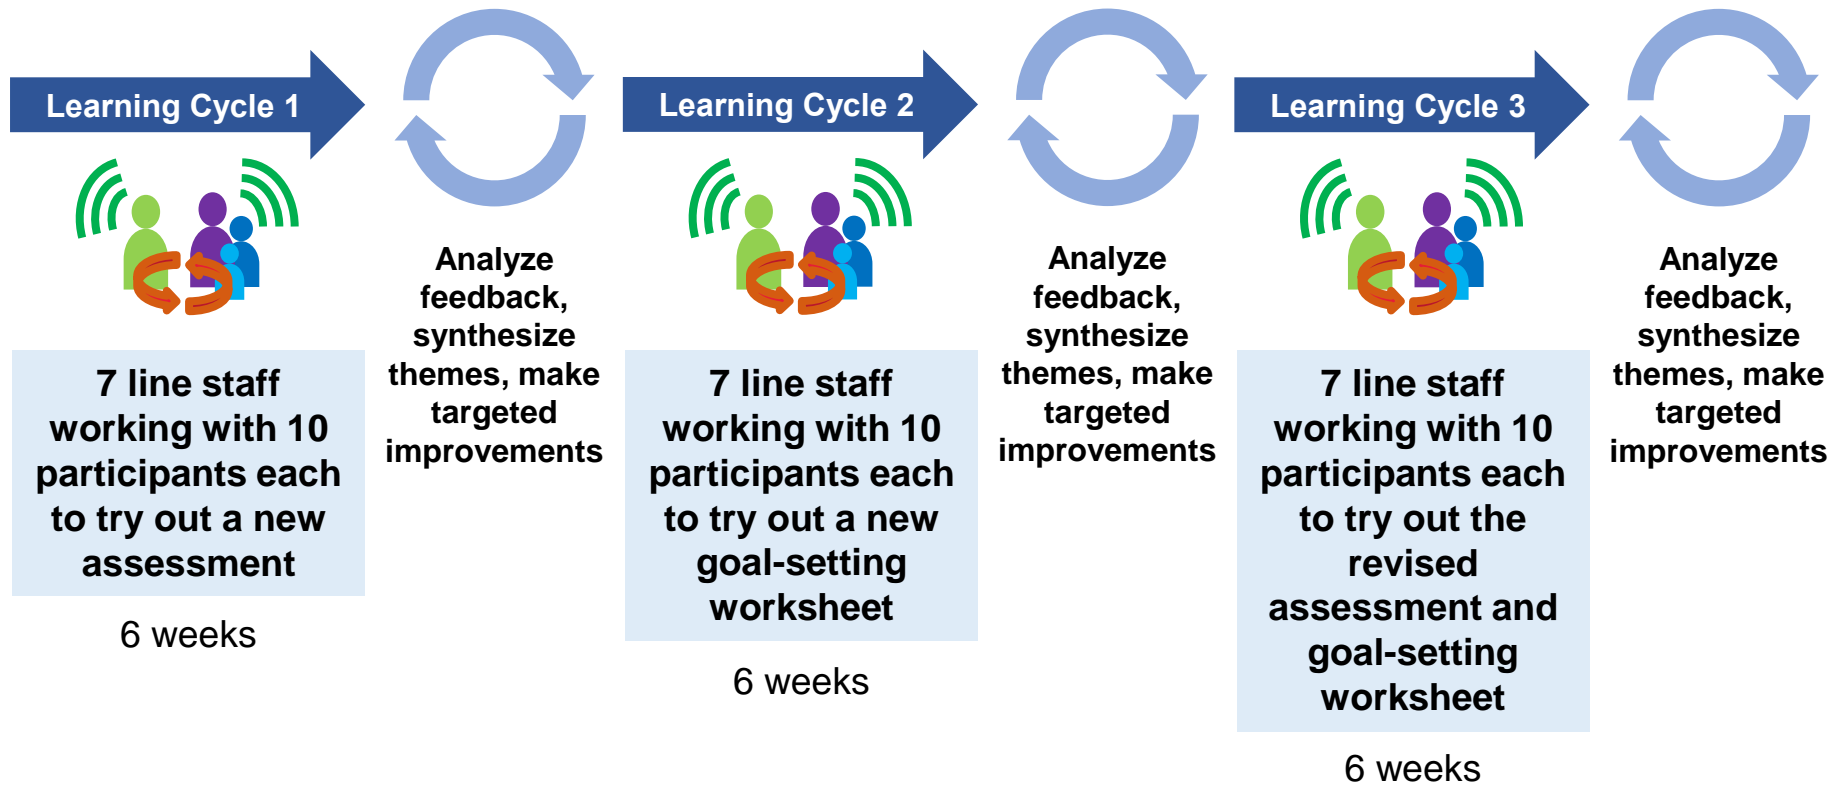 Learning Cycle 1
7 line staff
working with 10
participants each
to try out a new
assessment
6 weeks
Analyze
feedback,
synthesize
themes, make
targeted
improvements
Learning Cycle 2
7 line staff
working with 10
participants each
to try out a new
goal-setting
worksheet
6 weeks
Analyze
feedback,
synthesize
themes, make
targeted
improvements
Learning Cycle 3
7 line staff
working with 10
participants each
to try out the
revised
assessment and
goal-setting
worksheet
6 weeks
Analyze
feedback,
synthesize
themes, make
targeted
improvements